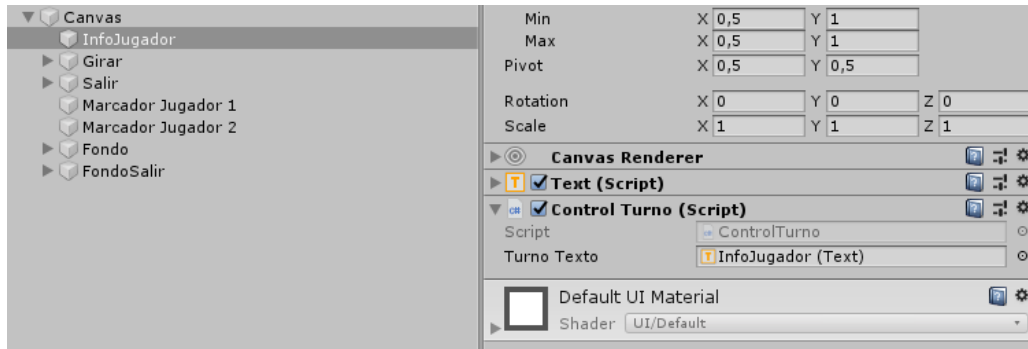 Canvas
InfoJugador
Girar
Salir
Marcador Jugador 1
Marcador Jugador 2
Fondo
FondoSalir
Min X 0,5 Y 1
Max X 0,5 Y 1
Pivot X 0,5 Y 0,5
Rotation X 0 Y 0 Z 0
Scale X 1 Y 1 Z 1
Canvas Renderer
T Text (Script)
c# Control Turno (Script)
Script ControlTurno
Turno Texto T InfoJugador (Text)
Default UI Material
Shader UI/Default